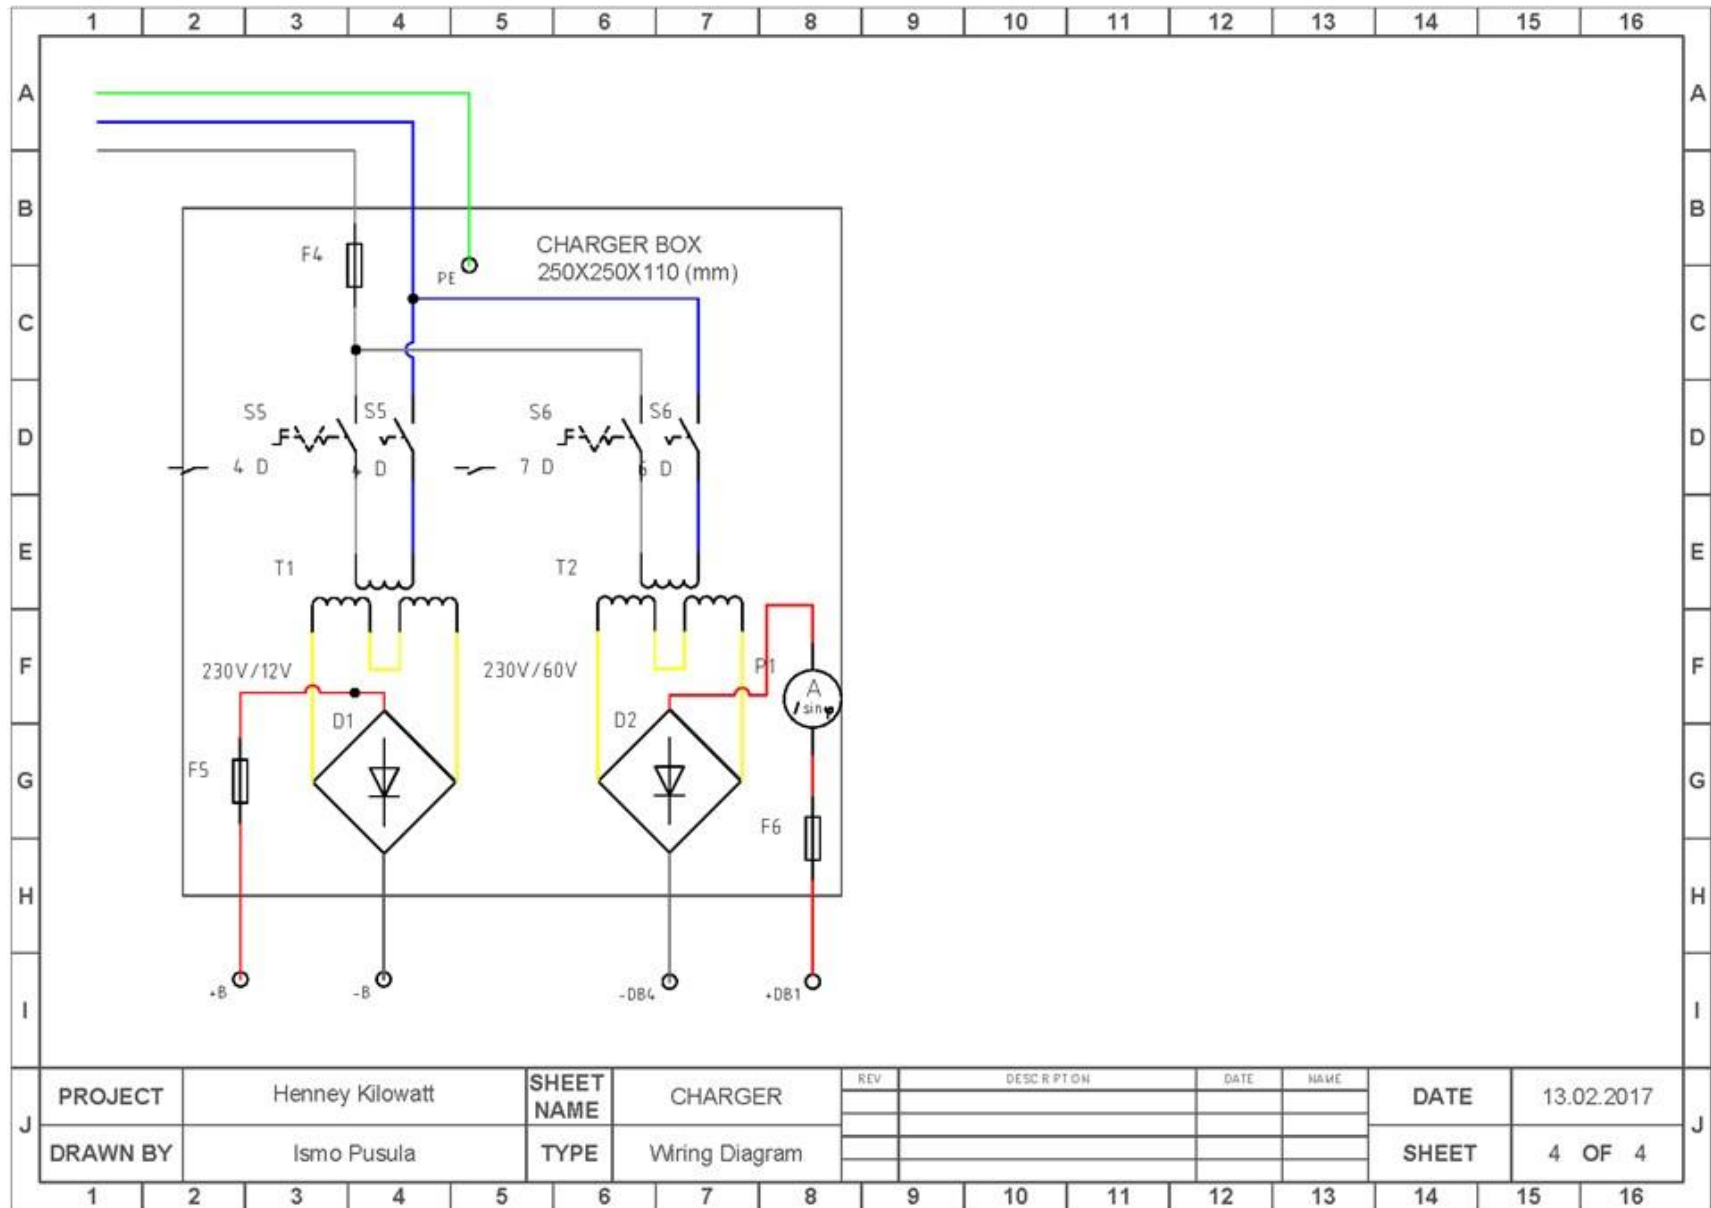 1 2 3 4 5 6 7 8 9 10 11 12 13 14 15 16
A A
B B
CHARGER BOX
F4
250X250X110 (mm)
PE
C C
S5 S5 S6 S6
D D
4 D 4 D 7 D 6 D
E E
T1 T2
F F
230V/12V 230V/60V P1
A
I sinφ
D1 D2
F5
G G
F6
H H
+B -B -DB4 +DB1
I I
PROJECT Henney Kilowatt SHEET NAME CHARGER
REV DESCRIPTION DATE NAME
DATE 13.02.2017
J J
DRAWN BY Ismo Pusula TYPE Wiring Diagram
SHEET 4 OF 4
1 2 3 4 5 6 7 8 9 10 11 12 13 14 15 16